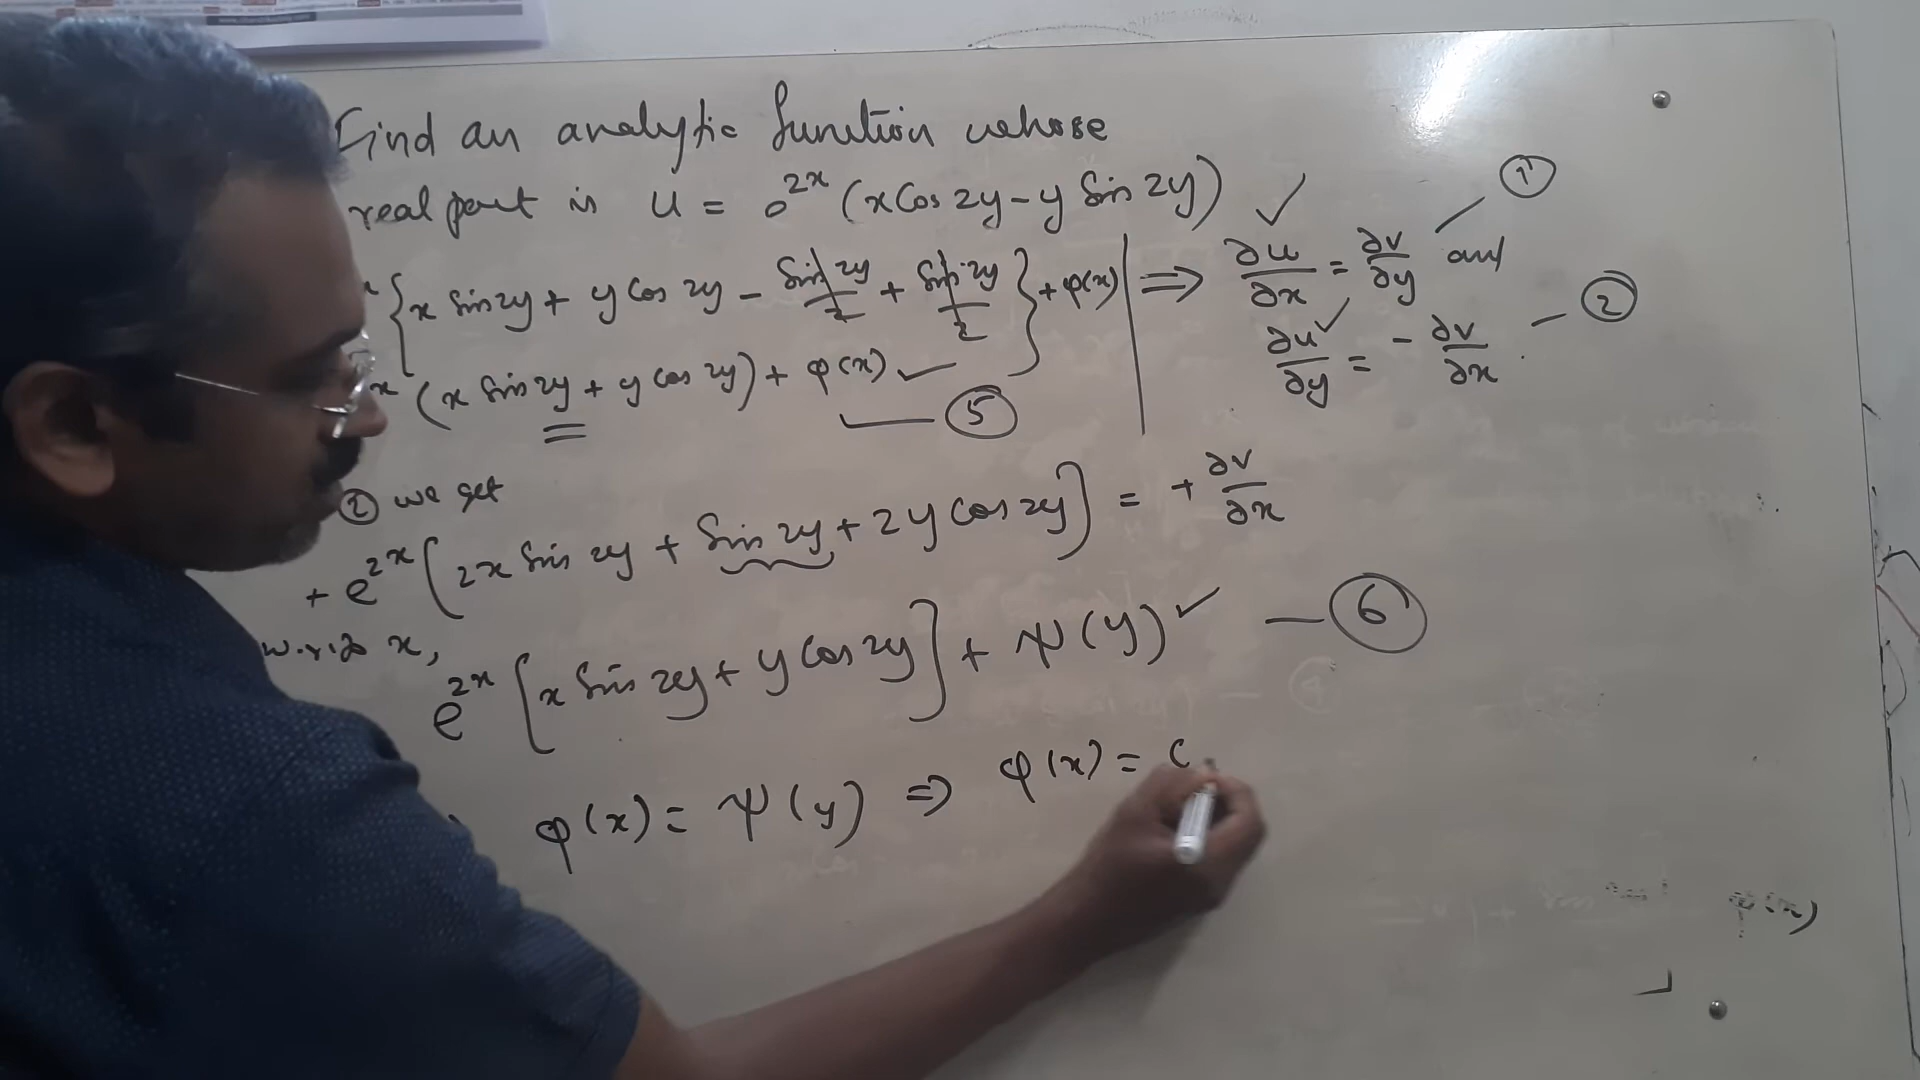 Find an analytic function whose
real part is u = e^{2x} (x cos 2y - y sin 2y) ✓
{x sin 2y + y cos 2y - sin 2y/2 + sin 2y/2} + φ(x)
x (x sin 2y + y cos 2y) + φ(x) ✓
— ⑤
⇒ ∂u/∂x = ∂v/∂y and — ①
∂u/∂y = - ∂v/∂x — ②
② we get
+ e^{2x} (2x sin 2y + sin 2y + 2y cos 2y] = + ∂v/∂x
w.r.to x,
e^{2x} [x sin 2y + y cos 2y] + ψ(y) ✓ — ⑥
φ(x) = ψ(y) ⇒ φ(x) = C
φ(x)